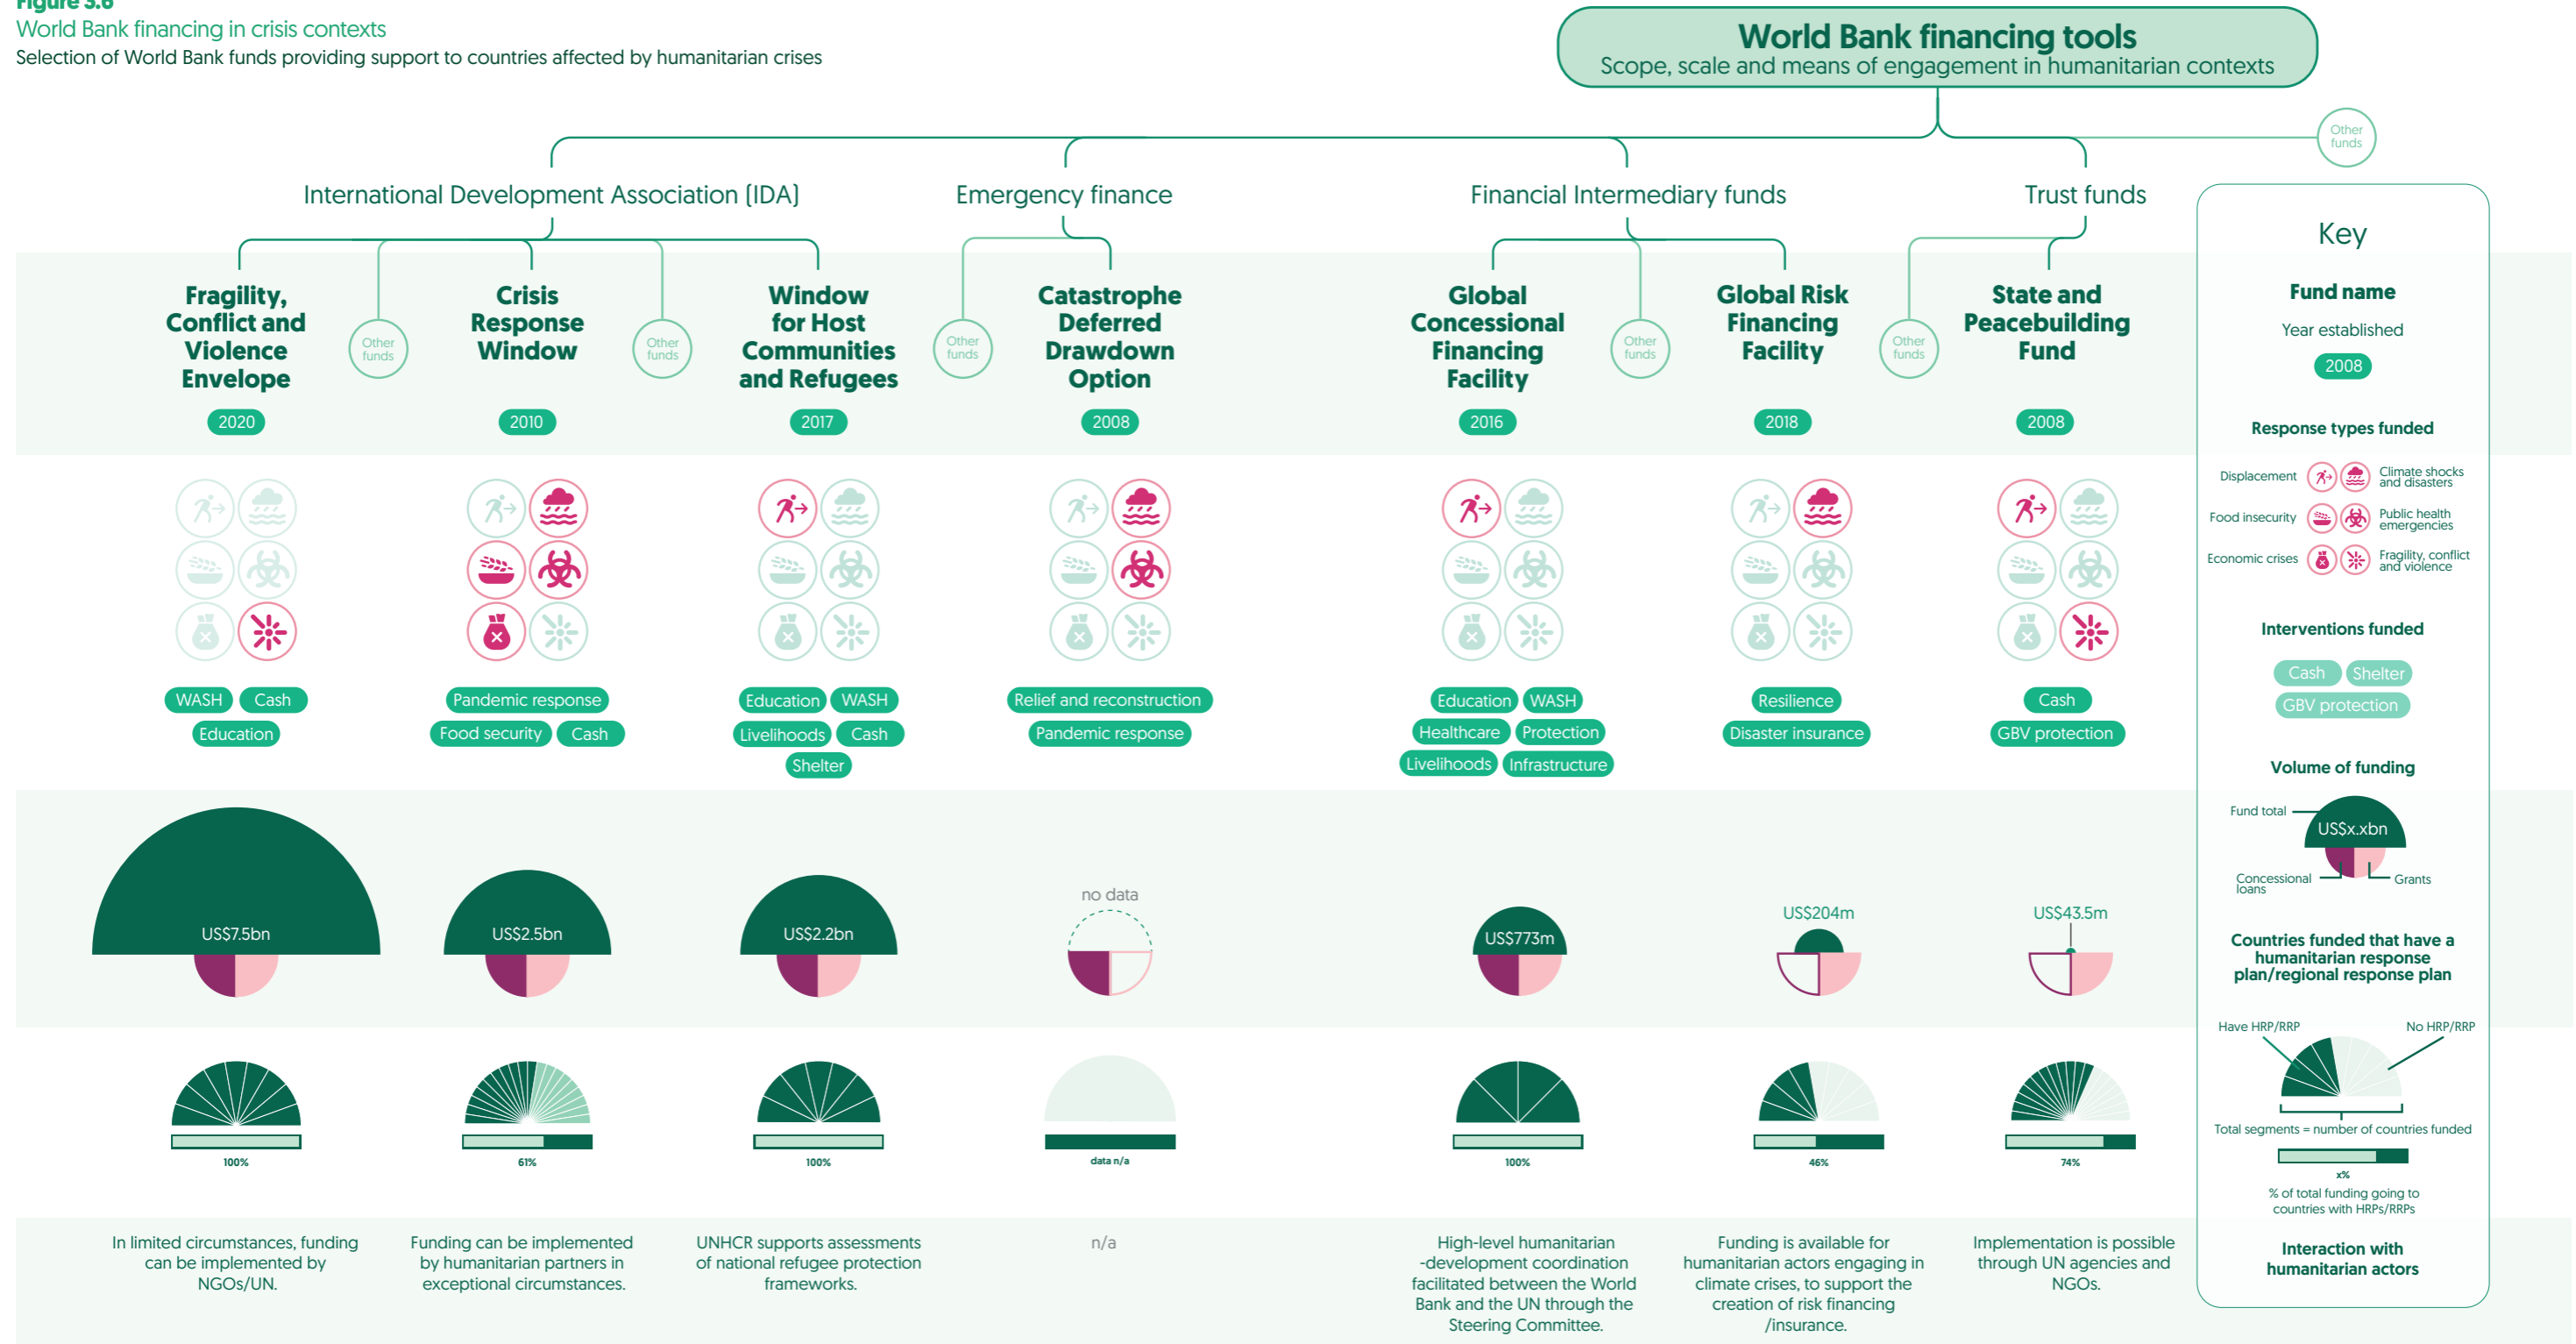 Figure 3.6
World Bank financing in crisis contexts
Selection of World Bank funds providing support to countries affected by humanitarian crises
World Bank financing tools
Scope, scale and means of engagement in humanitarian contexts
Other
funds
International Development Association (IDA)
Emergency finance
Financial Intermediary funds
Trust funds
Fragility,
Conflict and
Violence
Envelope
2020
Other
funds
Crisis
Response
Window
2010
Other
funds
Window
for Host
Communities
and Refugees
2017
Other
funds
Catastrophe
Deferred
Drawdown
Option
2008
Global
Concessional
Financing
Facility
2016
Other
funds
Global Risk
Financing
Facility
2018
Other
funds
State and
Peacebuilding
Fund
2008
WASH Cash
Education
Pandemic response
Food security Cash
Education WASH
Livelihoods Cash
Shelter
Relief and reconstruction
Pandemic response
Education WASH
Healthcare Protection
Livelihoods Infrastructure
Resilience
Disaster insurance
Cash
GBV protection
US$7.5bn
US$2.5bn
US$2.2bn
no data
US$773m
US$204m
US$43.5m
100%
61%
100%
data n/a
100%
46%
74%
In limited circumstances, funding
can be implemented by
NGOs/UN.
Funding can be implemented
by humanitarian partners in
exceptional circumstances.
UNHCR supports assessments
of national refugee protection
frameworks.
n/a
High-level humanitarian
-development coordination
facilitated between the World
Bank and the UN through the
Steering Committee.
Funding is available for
humanitarian actors engaging in
climate crises, to support the
creation of risk financing
/insurance.
Implementation is possible
through UN agencies and
NGOs.
Key
Fund name
Year established
2008
Response types funded
Displacement
Climate shocks
and disasters
Food insecurity
Public health
emergencies
Economic crises
Fragility, conflict
and violence
Interventions funded
Cash Shelter
GBV protection
Volume of funding
Fund total
US$x.xbn
Concessional
loans
Grants
Countries funded that have a
humanitarian response
plan/regional response plan
Have HRP/RRP
No HRP/RRP
Total segments = number of countries funded
x%
% of total funding going to
countries with HRPs/RRPs
Interaction with
humanitarian actors